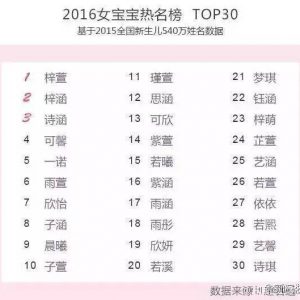 2016女宝宝热名榜 TOP30
基于2015全国新生儿540万姓名数据
1 梓萱 11 瑾萱 21 梦琪
2 梓涵 12 思涵 22 钰涵
3 诗涵 13 可欣 23 梓萌
4 可馨 14 紫萱 24 芷萱
5 一诺 15 若曦 25 艺涵
6 雨萱 16 紫涵 26 若萱
7 欣怡 17 雨涵 27 依依
8 子涵 18 雨彤 28 若熙
9 晨曦 19 欣妍 29 艺馨
10 子萱 20 若溪 30 诗琪
数据来源